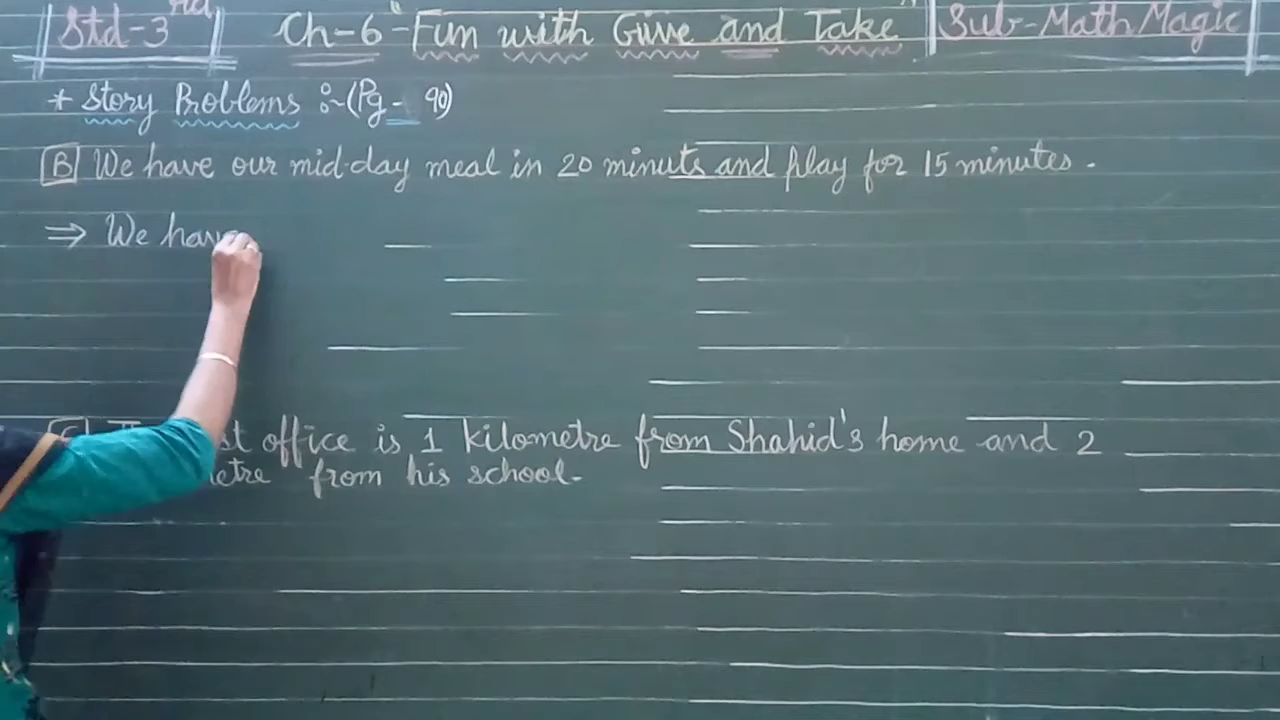 Std-3rd
Ch-6 "Fun with Give and Take"
Sub-Math Magic
* Story Problems :-(Pg- 90)
B We have our mid-day meal in 20 minuts and play for 15 minutes.
⇒ We hav
office is 1 kilometre from Shahid's home and 2
from his school.